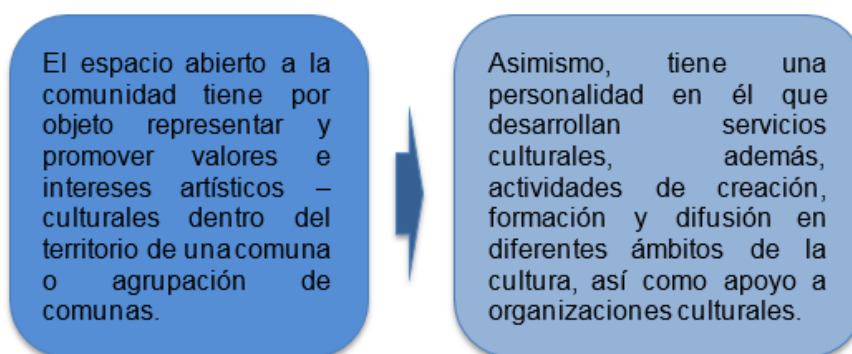 El espacio abierto a la
comunidad tiene por
objeto representar y
promover valores e
intereses artísticos –
culturales dentro del
territorio de una comuna
o agrupación de
comunas.
Asimismo, tiene una
personalidad en él que
desarrollan servicios
culturales, además,
actividades de creación,
formación y difusión en
diferentes ámbitos de la
cultura, así como apoyo a
organizaciones culturales.